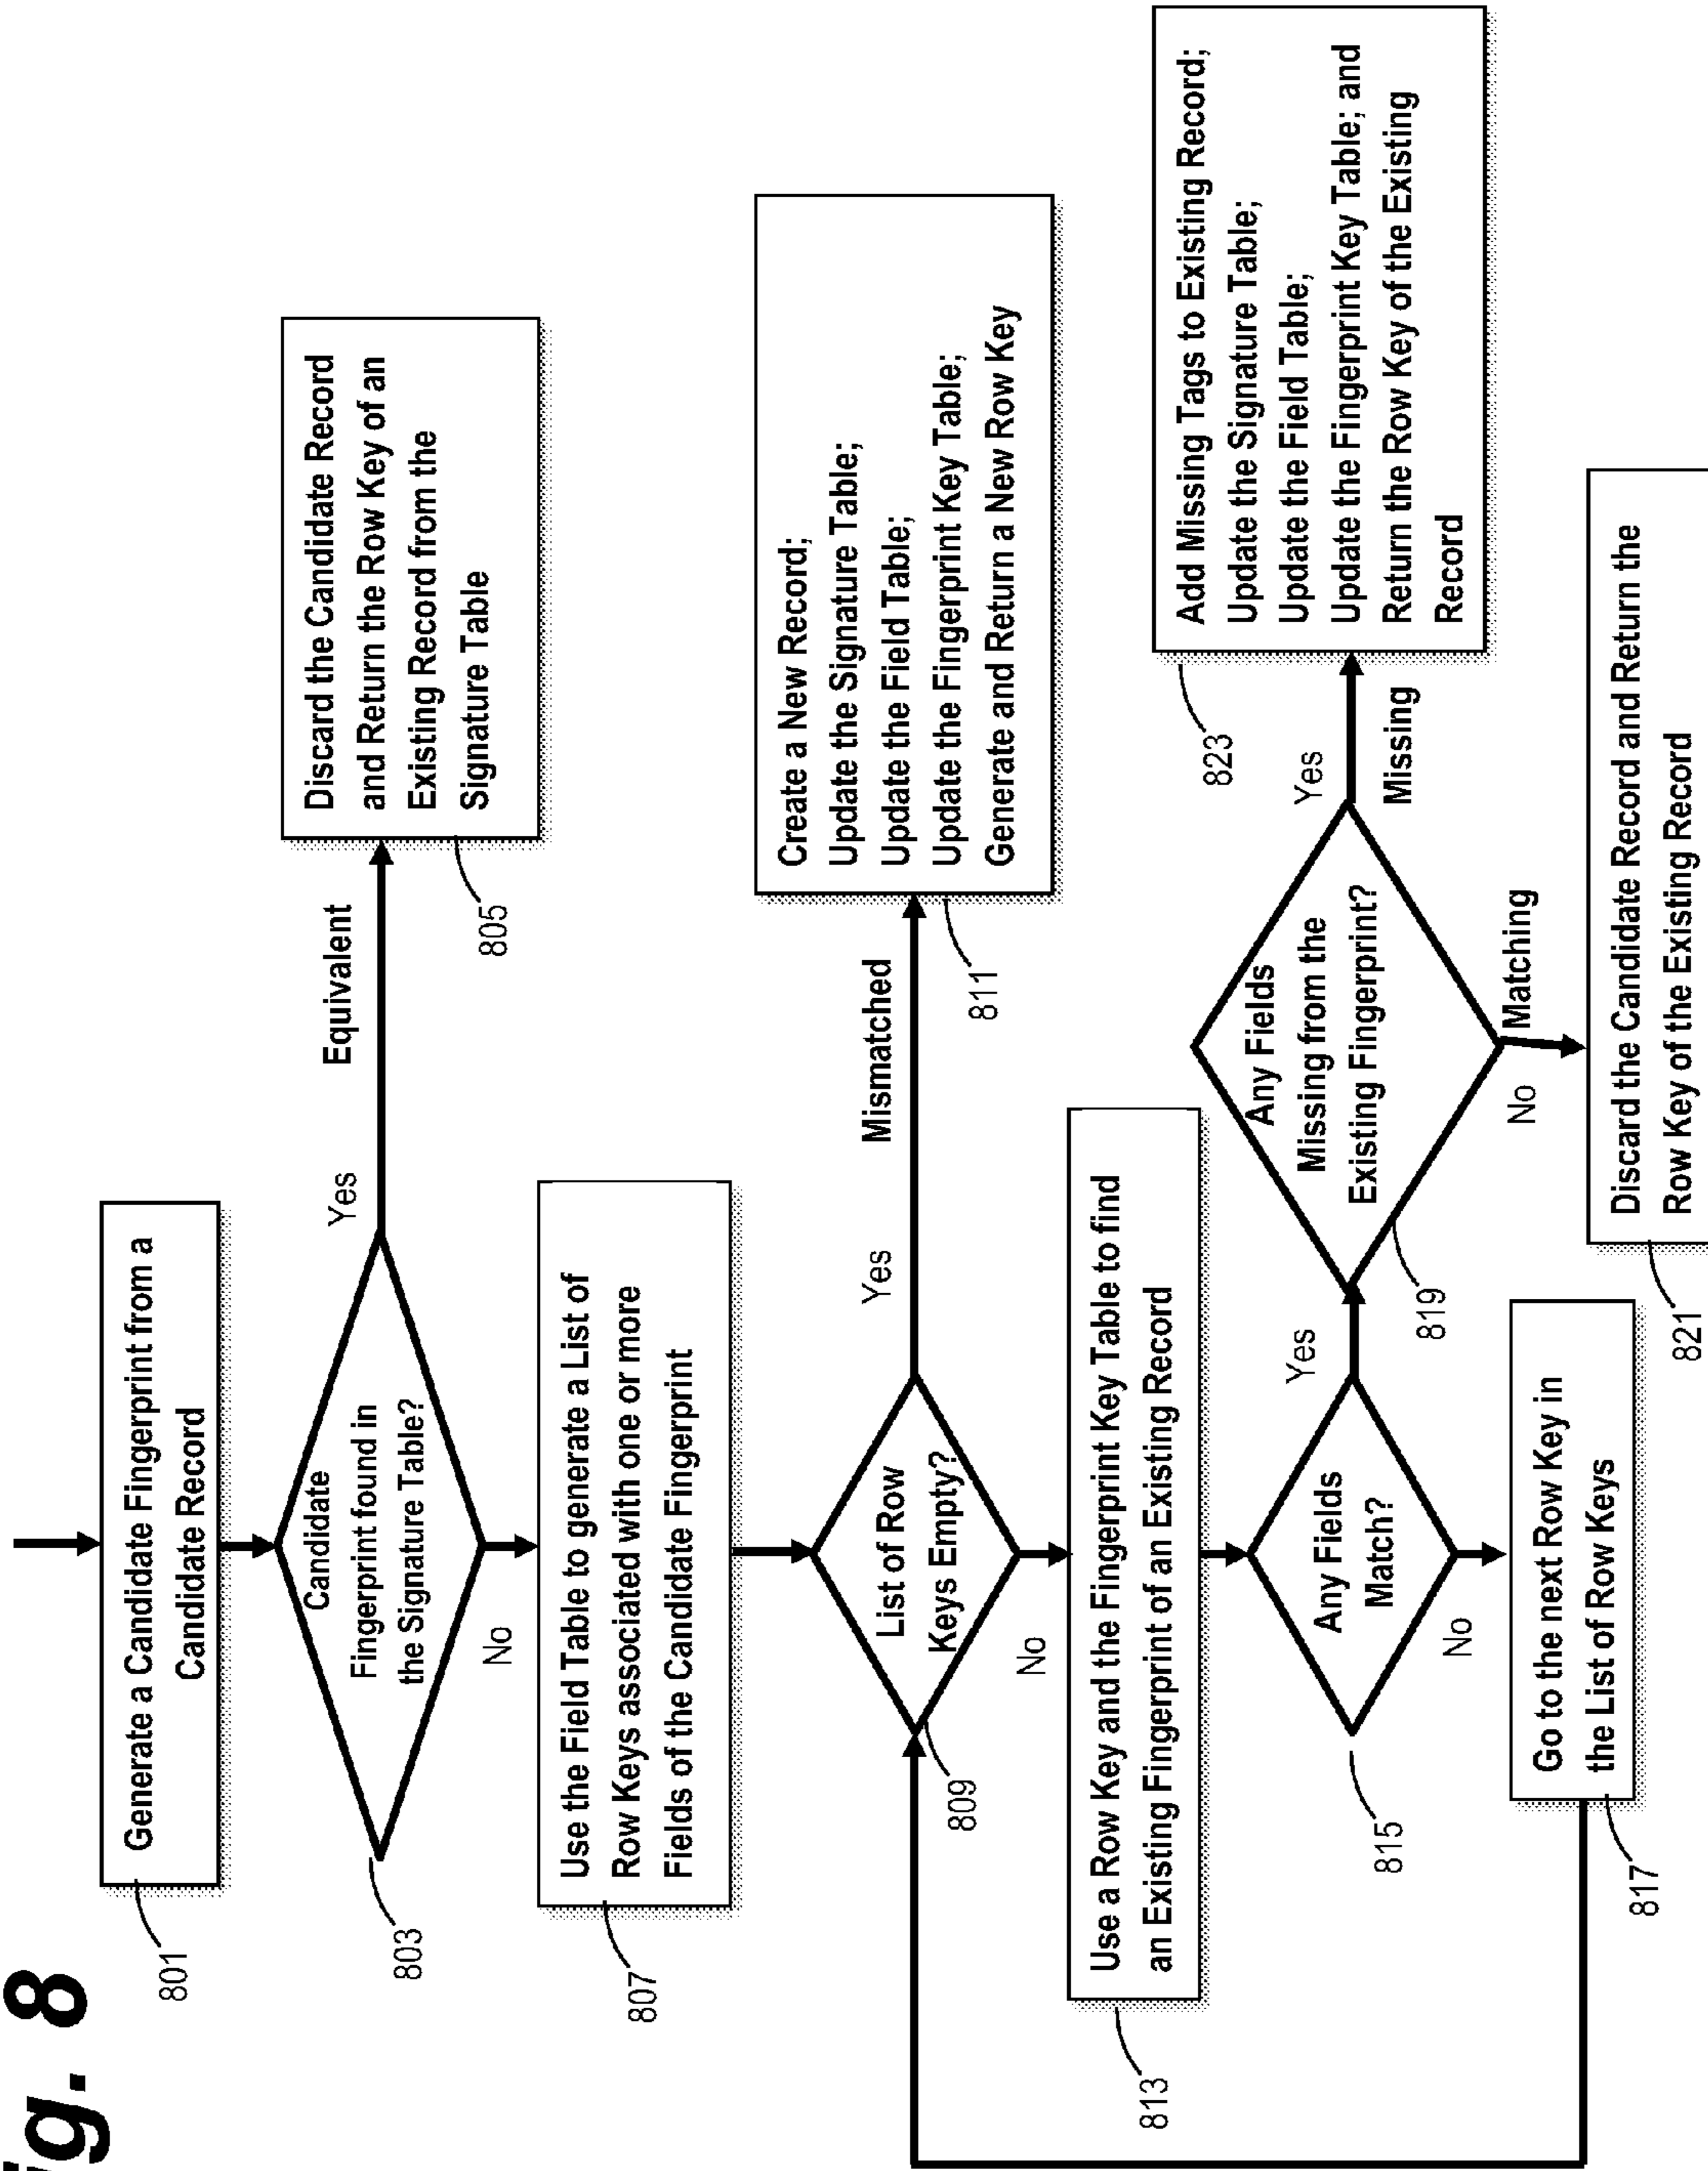 ig. 8
801
Generate a Candidate Fingerprint from a
Candidate Record
803
Candidate
Fingerprint found in
the Signature Table?
Yes
Equivalent
No
805
Discard the Candidate Record
and Return the Row Key of an
Existing Record from the
Signature Table
807
Use the Field Table to generate a List of
Row Keys associated with one or more
Fields of the Candidate Fingerprint
809
List of Row
Keys Empty?
Yes
Mismatched
No
811
Create a New Record;
Update the Signature Table;
Update the Field Table;
Update the Fingerprint Key Table;
Generate and Return a New Row Key
813
Use a Row Key and the Fingerprint Key Table to find
an Existing Fingerprint of an Existing Record
815
Any Fields
Match?
Yes
No
817
Go to the next Row Key in
the List of Row Keys
819
Any Fields
Missing from the
Existing Fingerprint?
Yes
Missing
No
Matching
821
Discard the Candidate Record and Return the
Row Key of the Existing Record
823
Add Missing Tags to Existing Record;
Update the Signature Table;
Update the Field Table;
Update the Fingerprint Key Table; and
Return the Row Key of the Existing
Record